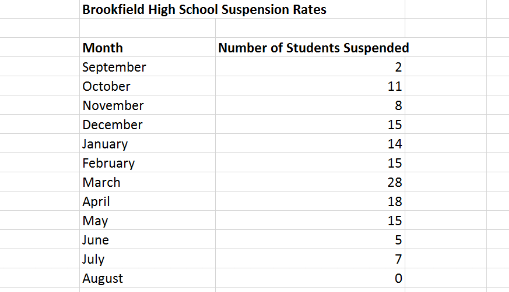 Brookfield High School Suspension Rates
Month Number of Students Suspended
September 2
October 11
November 8
December 15
January 14
February 15
March 28
April 18
May 15
June 5
July 7
August 0